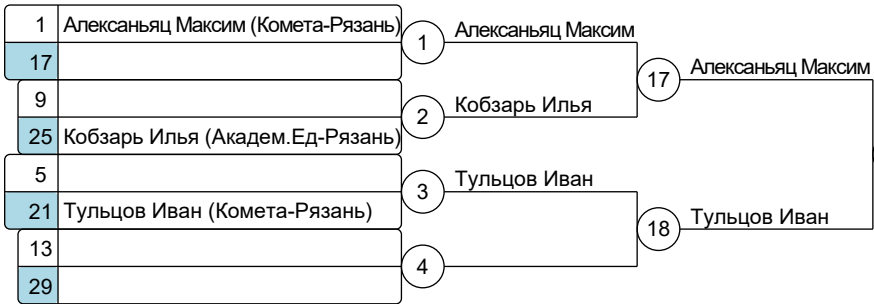 1 Алексаньяц Максим (Комета-Рязань)
17
1
Алексаньяц Максим
9
25 Кобзарь Илья (Академ.Ед-Рязань)
2
Кобзарь Илья
17
Алексаньяц Максим
5
21 Тульцов Иван (Комета-Рязань)
3
Тульцов Иван
13
29
4
18
Тульцов Иван